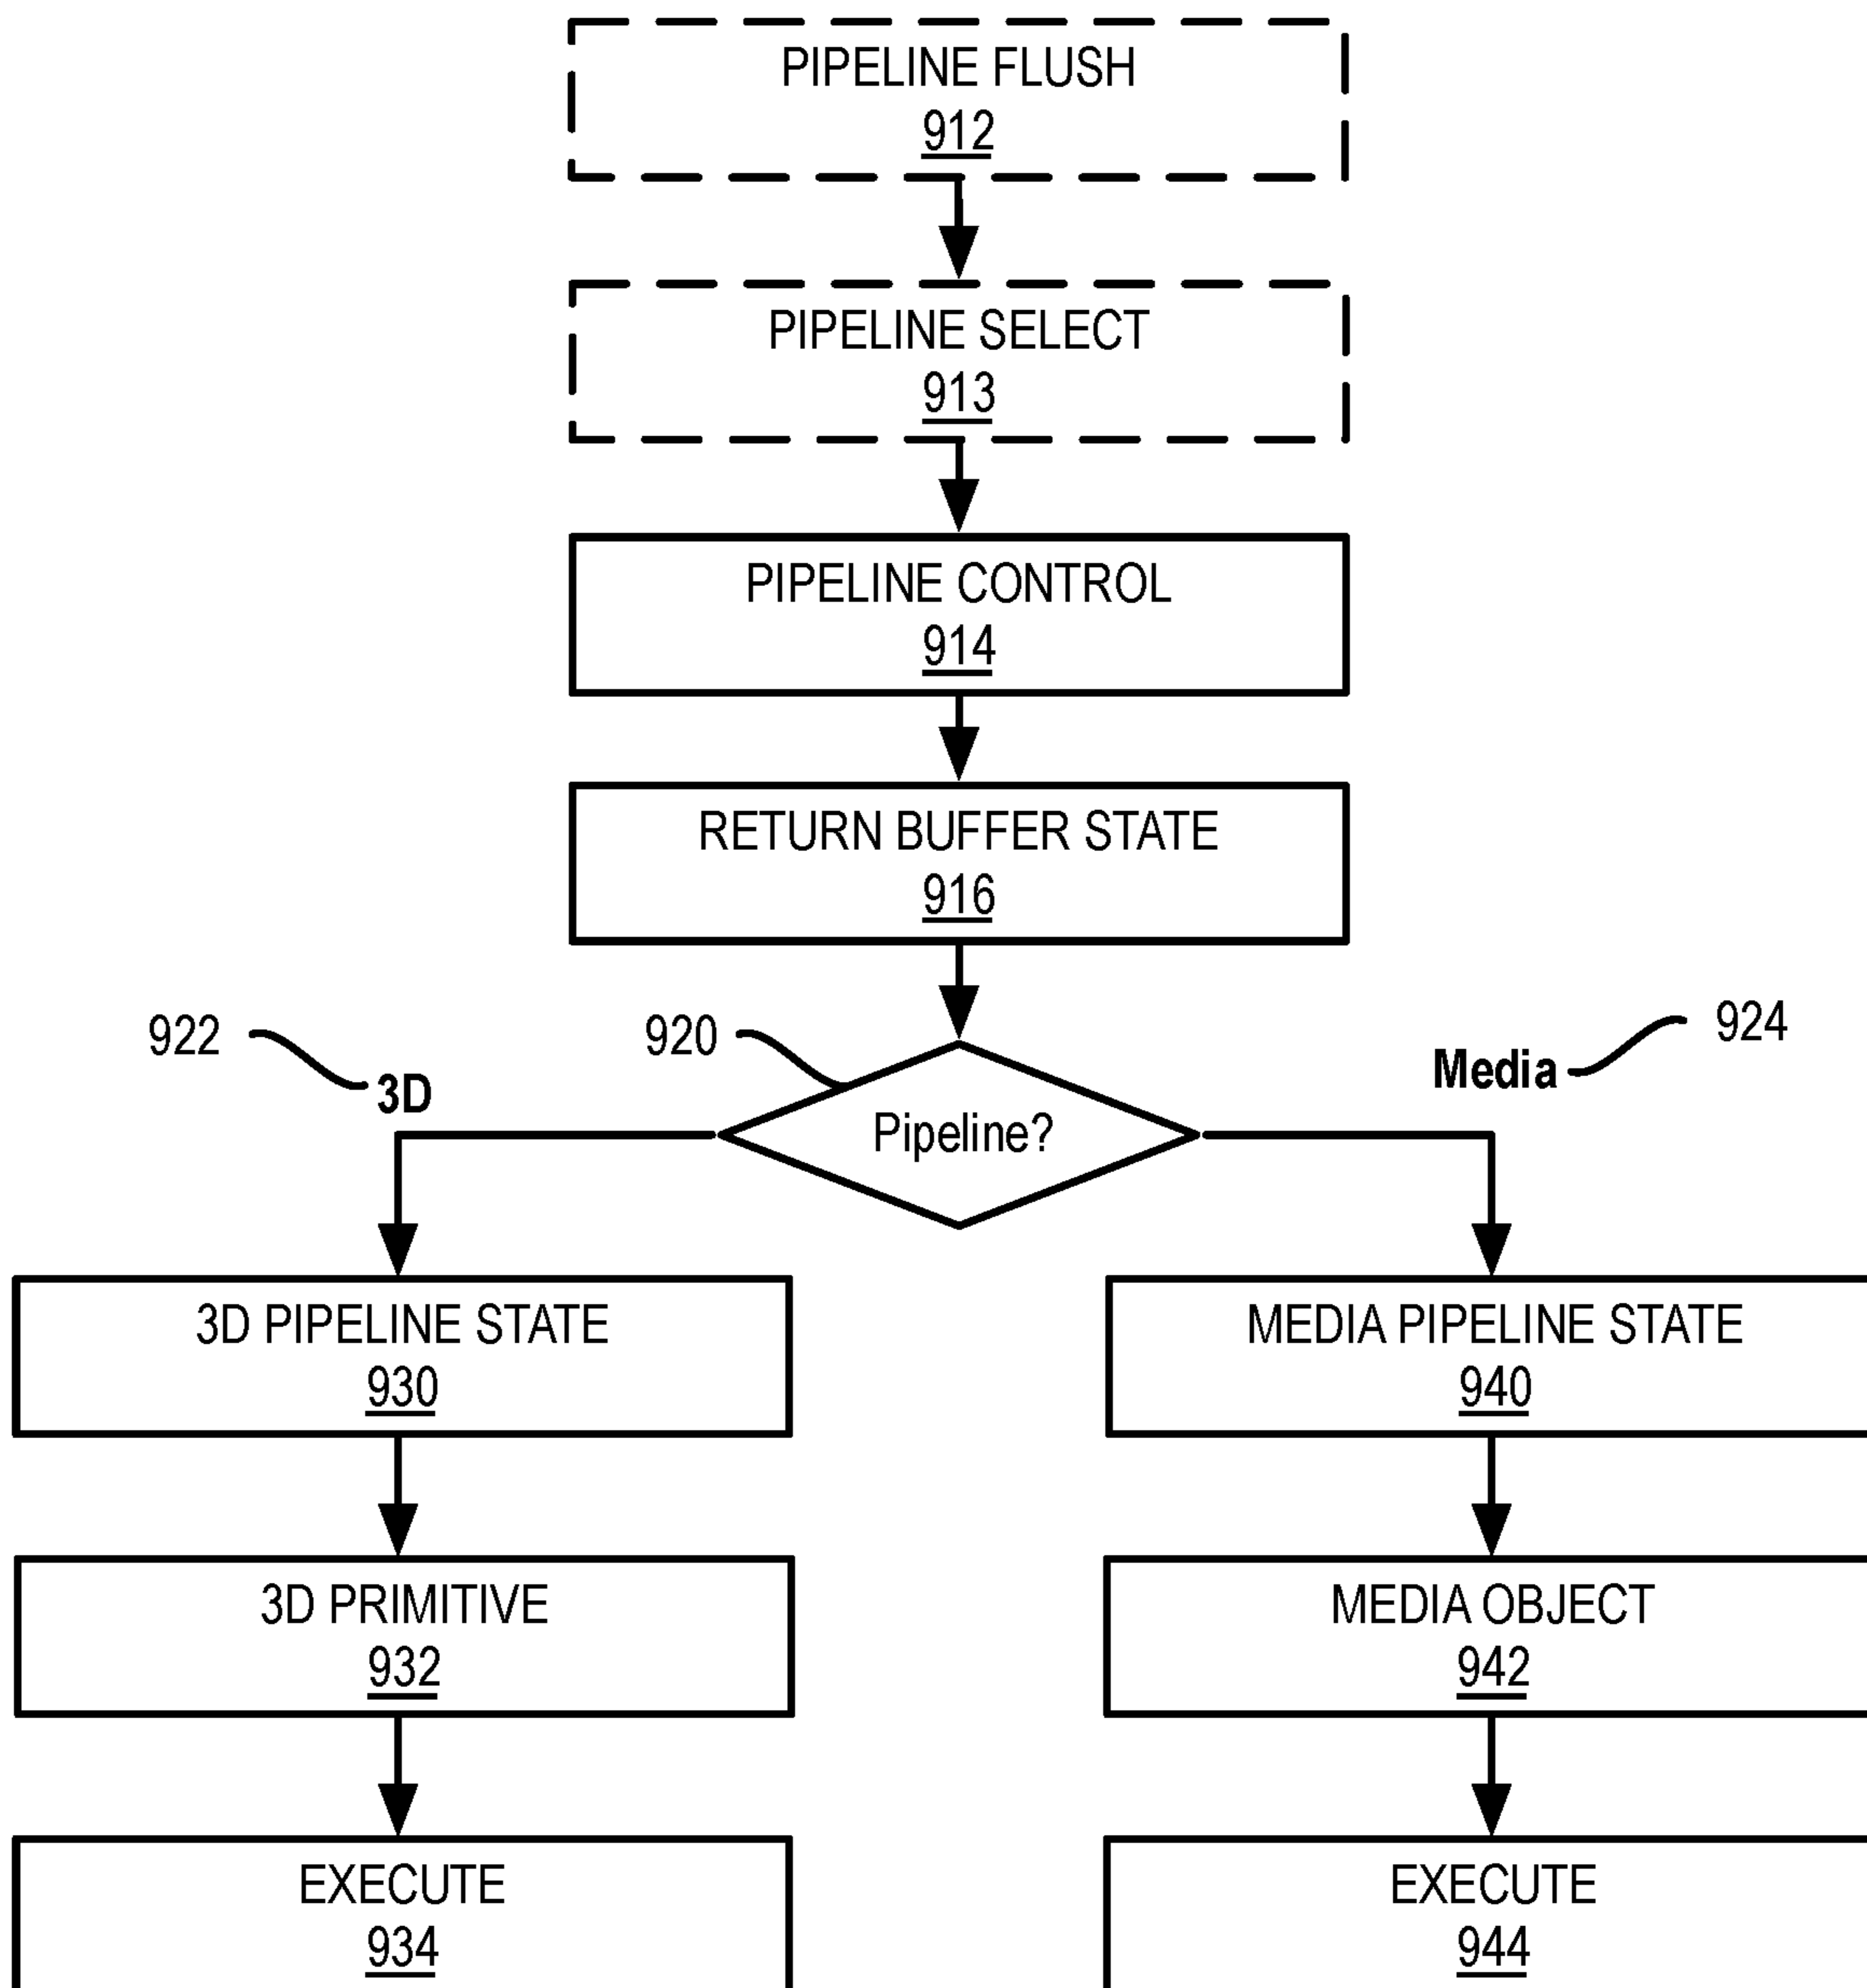 PIPELINE FLUSH
912
PIPELINE SELECT
913
PIPELINE CONTROL
914
RETURN BUFFER STATE
916
922
920
924
3D
Media
Pipeline?
3D PIPELINE STATE
930
MEDIA PIPELINE STATE
940
3D PRIMITIVE
932
MEDIA OBJECT
942
EXECUTE
934
EXECUTE
944